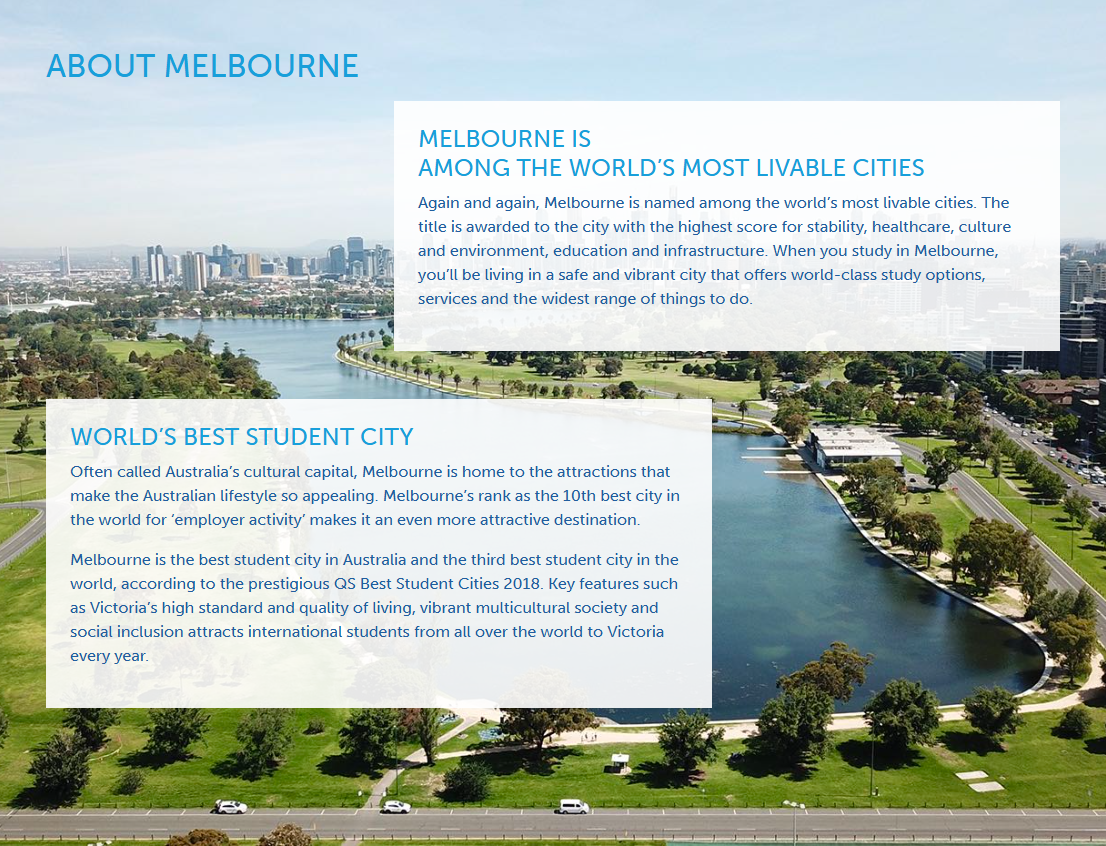 ABOUT MELBOURNE
MELBOURNE IS
AMONG THE WORLD'S MOST LIVABLE CITIES
Again and again, Melbourne is named among the world's most livable cities. The
title is awarded to the city with the highest score for stability, healthcare, culture
and environment, education and infrastructure. When you study in Melbourne,
you'll be living in a safe and vibrant city that offers world-class study options,
services and the widest range of things to do.
WORLD'S BEST STUDENT CITY
Often called Australia's cultural capital, Melbourne is home to the attractions that
make the Australian lifestyle so appealing. Melbourne's rank as the 10th best city in
the world for ‘employer activity’ makes it an even more attractive destination.
Melbourne is the best student city in Australia and the third best student city in the
world, according to the prestigious QS Best Student Cities 2018. Key features such
as Victoria's high standard and quality of living, vibrant multicultural society and
social inclusion attracts international students from all over the world to Victoria
every year.